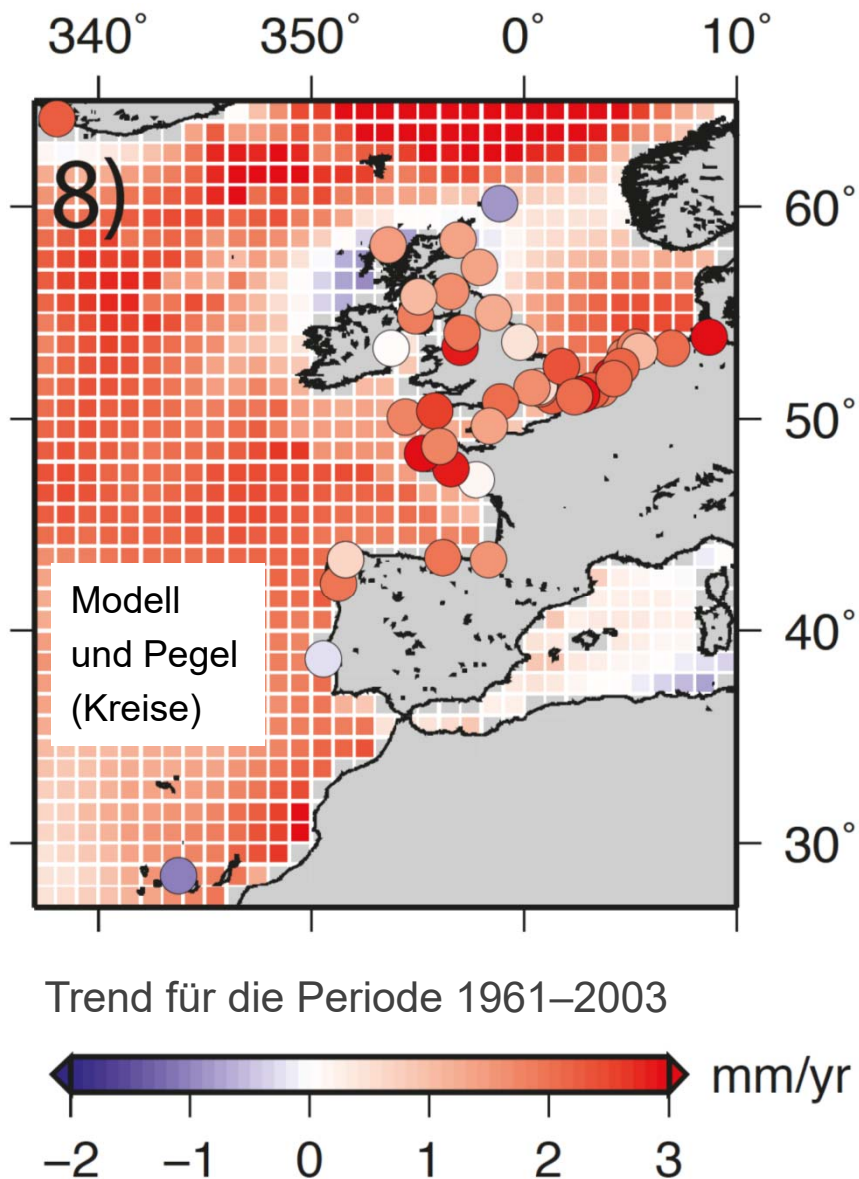 340° 350° 0° 10°
8)
60°
50°
Modell
und Pegel
(Kreise)
40°
30°
Trend für die Periode 1961–2003
mm/yr
−2 −1 0 1 2 3